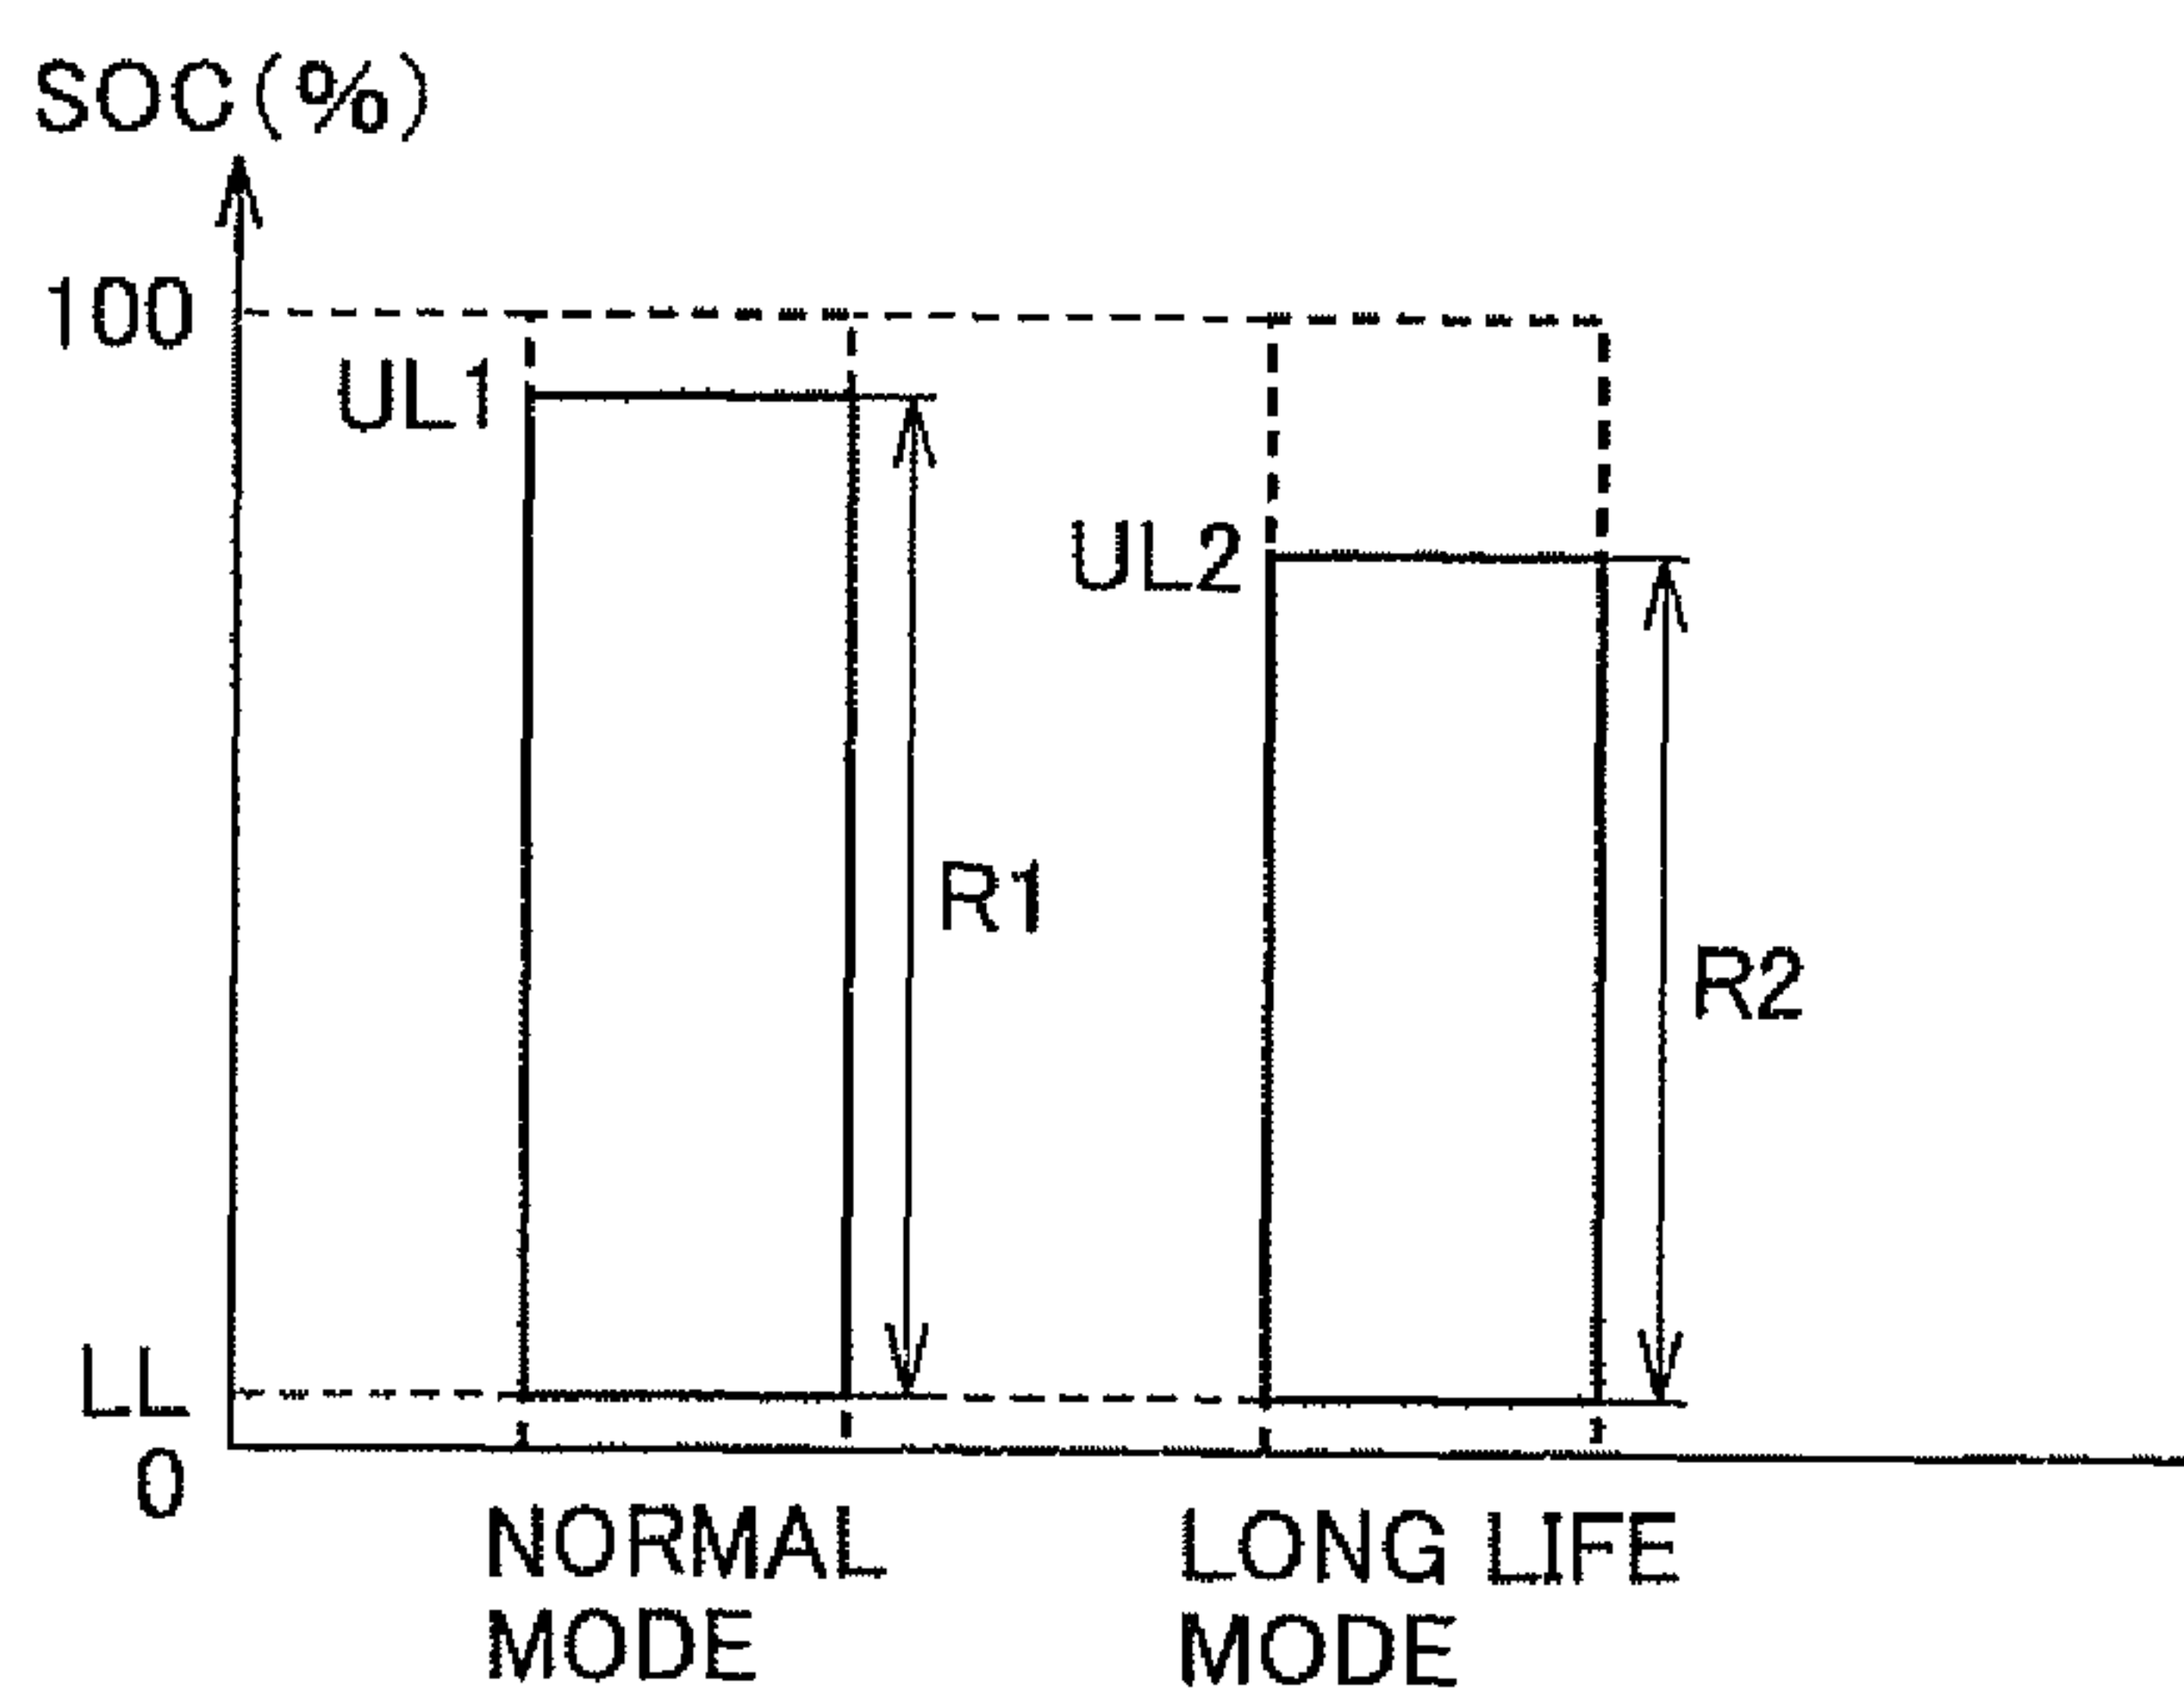 SOC(%)
100
UL1
UL2
R1
R2
LL
0
NORMAL
MODE
LONG LIFE
MODE